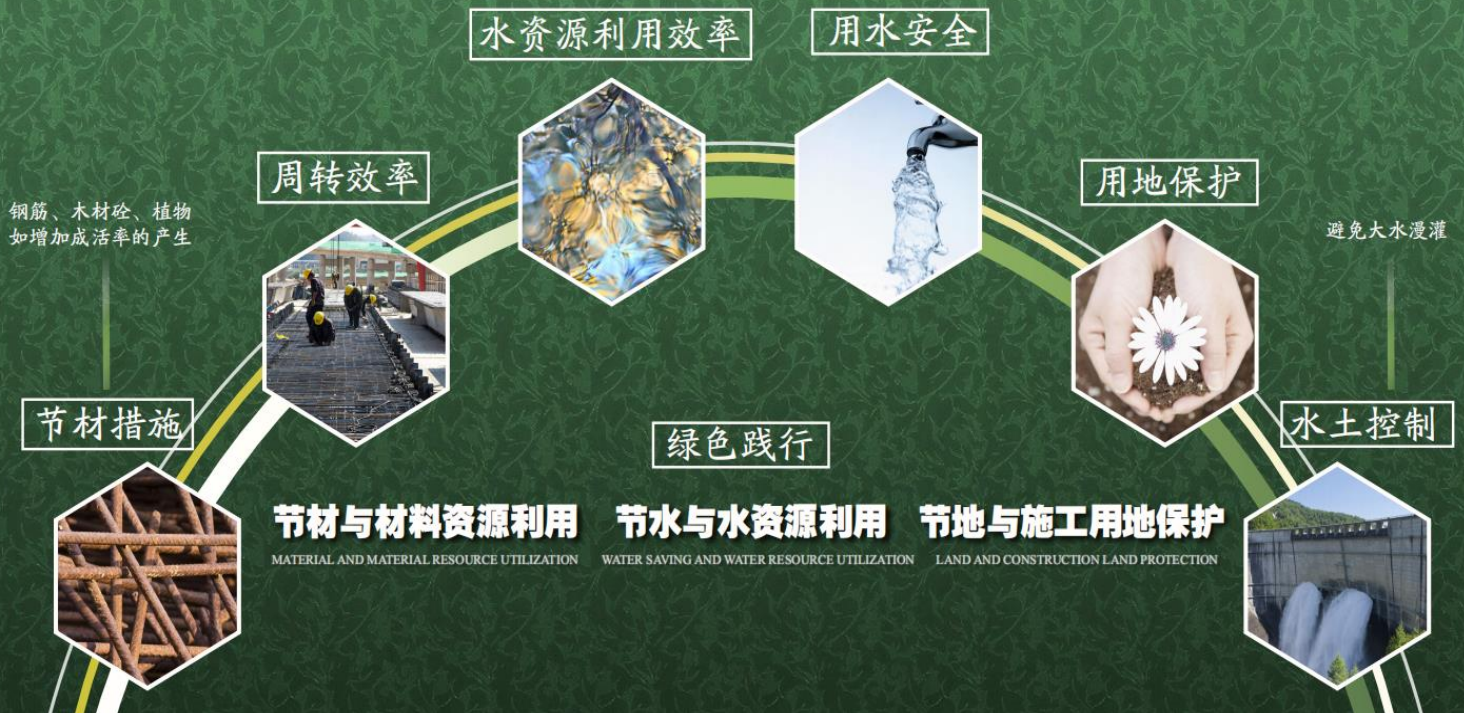 水资源利用效率
用水安全
周转效率
用地保护
钢筋、木材砼、植物
如增加成活率的产生
避免大水漫灌
节材措施
水土控制
绿色践行
节材与材料资源利用
节水与水资源利用
节地与施工用地保护
MATERIAL AND MATERIAL RESOURCE UTILIZATION
WATER SAVING AND WATER RESOURCE UTILIZATION
LAND AND CONSTRUCTION LAND PROTECTION